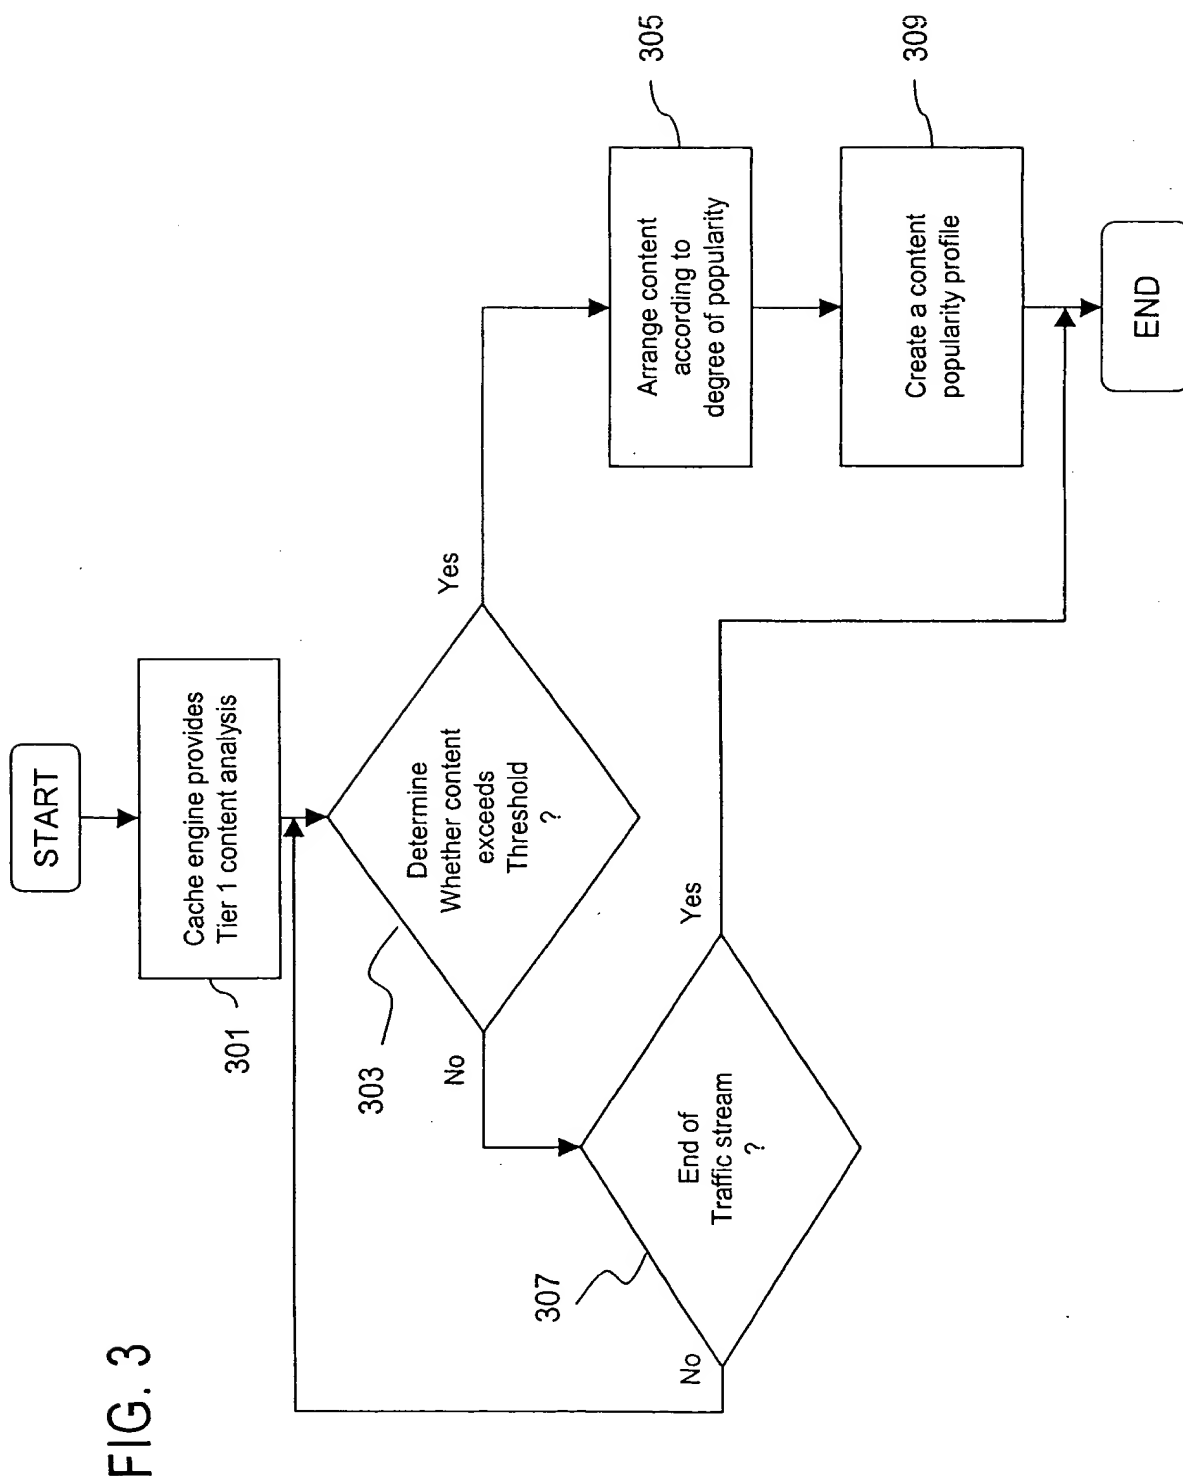 FIG. 3
START
Cache engine provides
Tier 1 content analysis
301
Determine
Whether content
exceeds
Threshold
?
303
Yes
No
End of
Traffic stream
?
307
Yes
No
Arrange content
according to
degree of popularity
305
Create a content
popularity profile
309
END